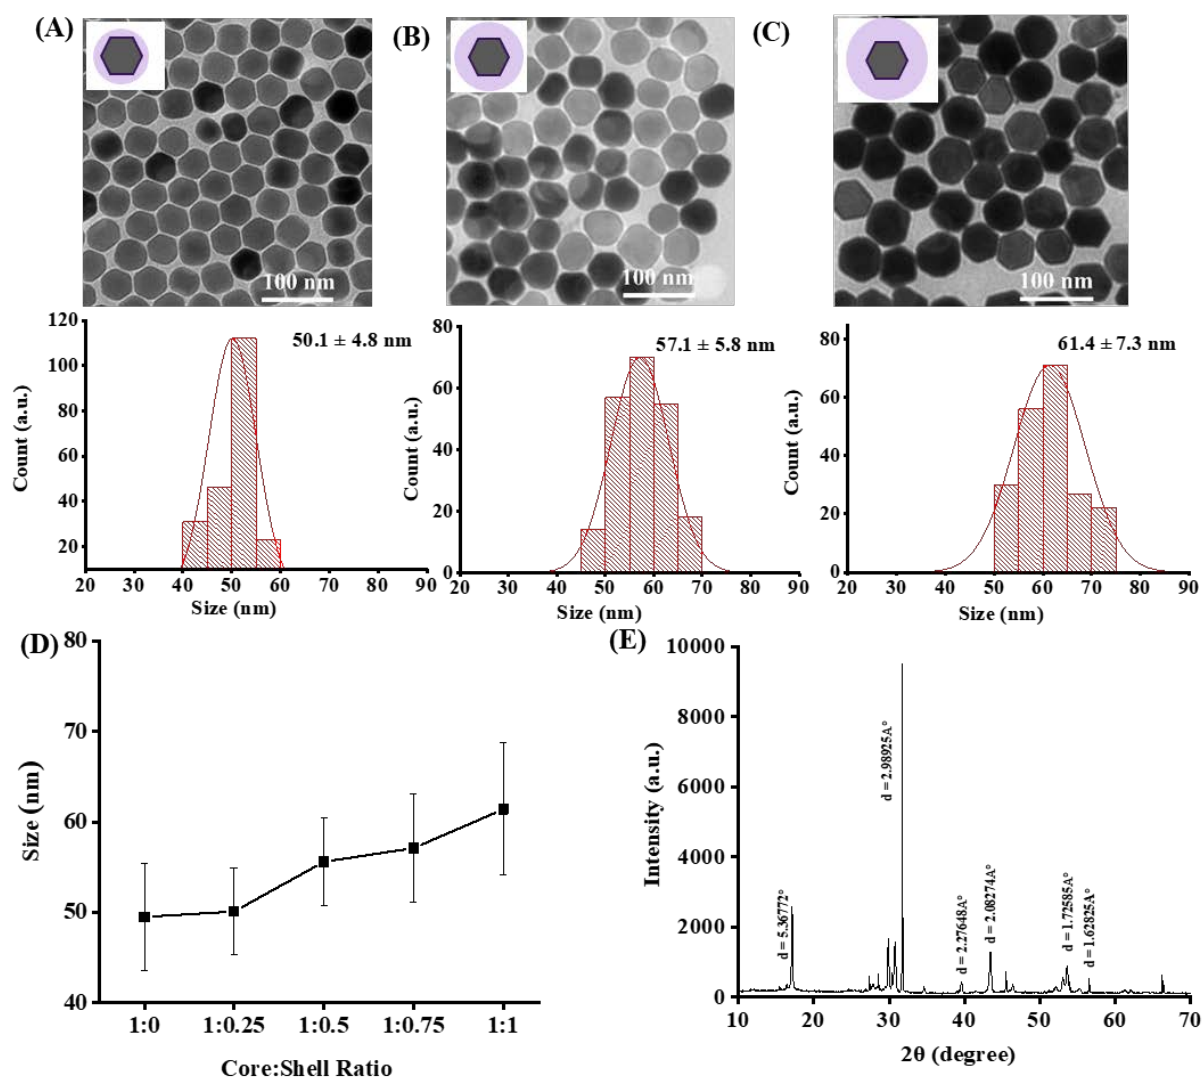 (A)
(B)
(C)
100 nm
100 nm
100 nm
50.1 ± 4.8 nm
57.1 ± 5.8 nm
61.4 ± 7.3 nm
120
100
80
60
40
20
Count (a.u.)
20 30 40 50 60 70 80 90
Size (nm)
80
60
40
20
0
Count (a.u.)
20 30 40 50 60 70 80 90
Size (nm)
80
60
40
20
0
Count (a.u.)
20 30 40 50 60 70 80 90
Size (nm)
(D)
80
70
60
50
40
Size (nm)
1:0 1:0.25 1:0.5 1:0.75 1:1
Core:Shell Ratio
(E)
10000
8000
6000
4000
2000
0
Intensity (a.u.)
d = 5.36772°
d = 2.98925A°
d = 2.27648A°
d = 2.08274A°
d = 1.72585A°
d = 1.62825A°
10 20 30 40 50 60 70
2θ (degree)